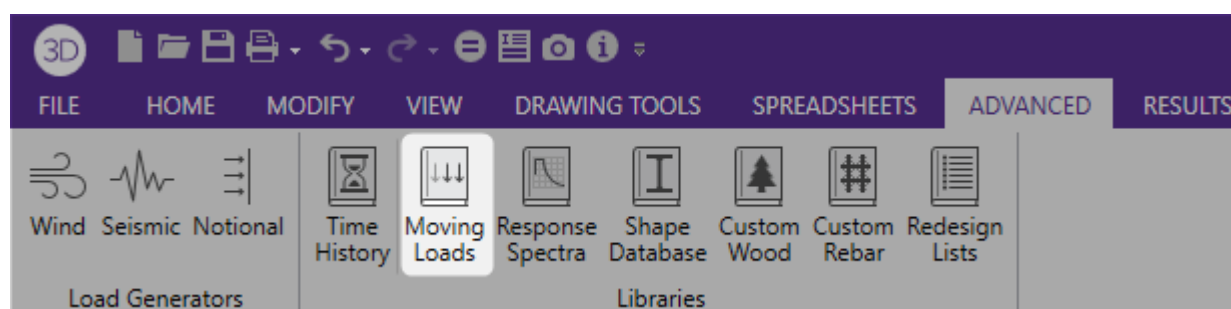 3D
FILE HOME MODIFY VIEW DRAWING TOOLS SPREADSHEETS ADVANCED RESULTS
Wind Seismic Notional Time Moving Response Shape Custom Custom Redesign
History Loads Spectra Database Wood Rebar Lists
Load Generators Libraries